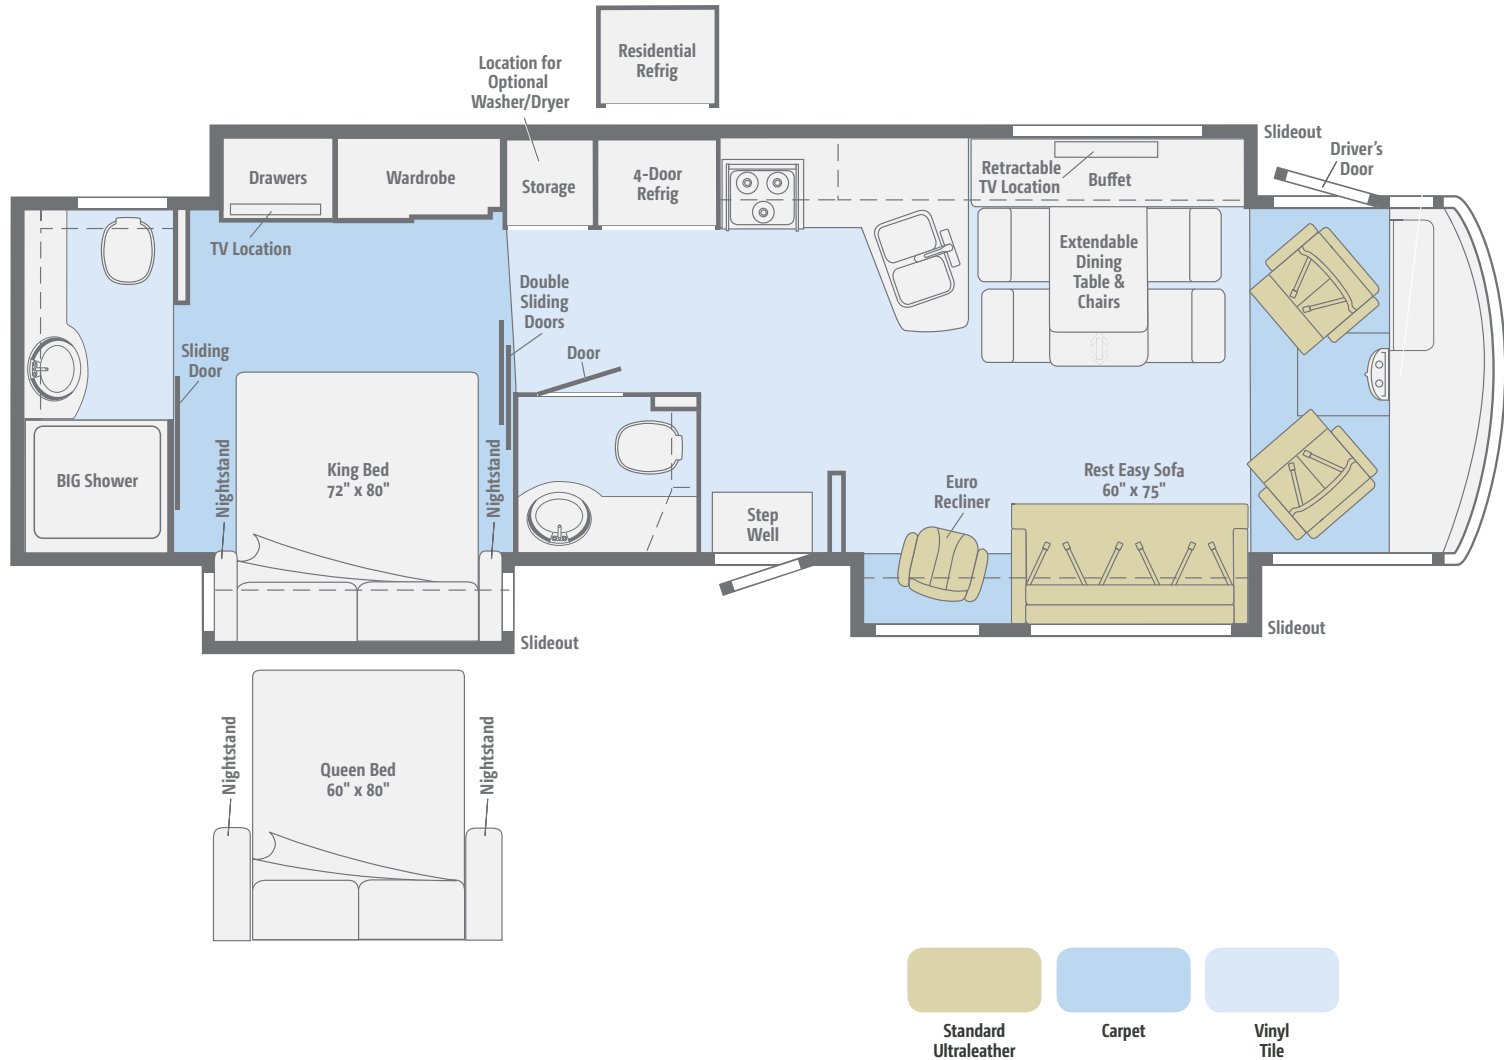 Residential
Refrig
Location for
Optional
Washer/Dryer
Slideout
Driver's
Door
Drawers
Wardrobe
Storage
4-Door
Refrig
Retractable
TV Location
Buffet
TV Location
Extendable
Dining
Table &
Chairs
Double
Sliding
Doors
Sliding
Door
Door
BIG Shower
Nightstand
King Bed
72" x 80"
Nightstand
Step
Well
Euro
Recliner
Rest Easy Sofa
60" x 75"
Slideout
Slideout
Nightstand
Queen Bed
60" x 80"
Nightstand
Standard
Ultraleather
Carpet
Vinyl
Tile